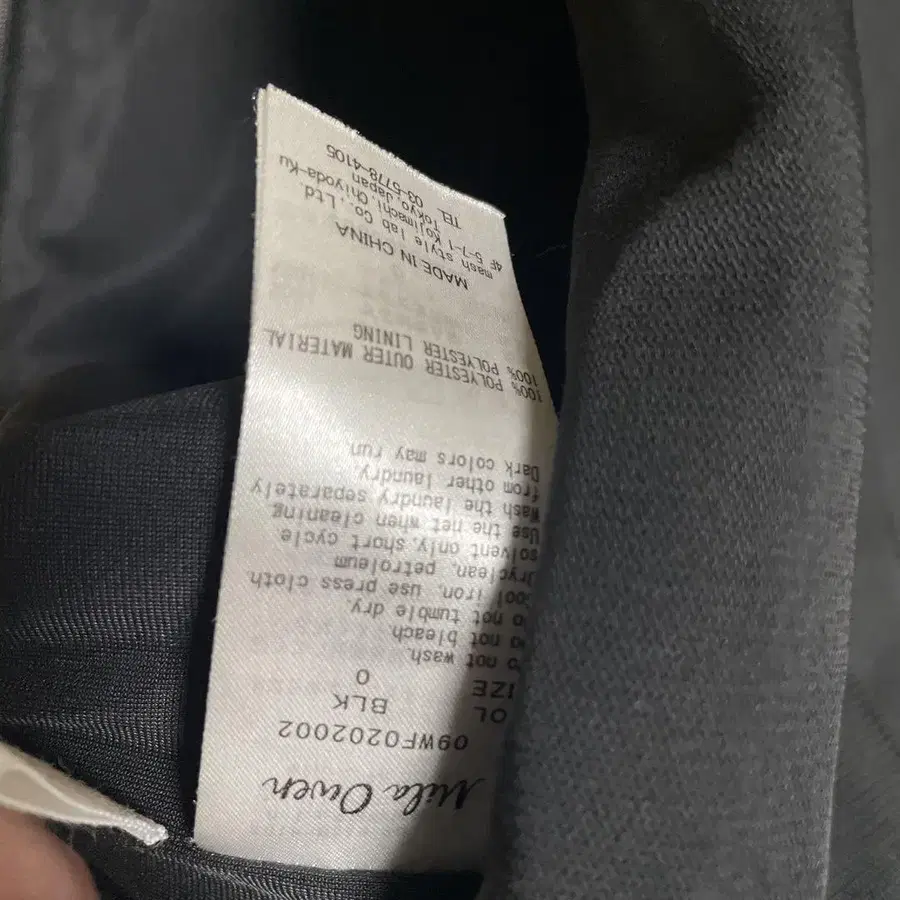 Mila Owen
09WF0202002
OL BLK
IZE 0
o not wash.
o not bleach.
o not tumble dry.
ool iron, use press cloth.
Dryclean, petroleum
solvent only, short cycle
Use the net when cleaning.
Wash the laundry separately
from other laundry.
Dark colors may run.
100% POLYESTER OUTER MATERIAL
100% POLYESTER LINING
MADE IN CHINA
mash style lab Co., Ltd.
4F 5-7-1 Kojimachi, Chiyoda-Ku
Tokyo, Japan
TEL 03-5778-4105